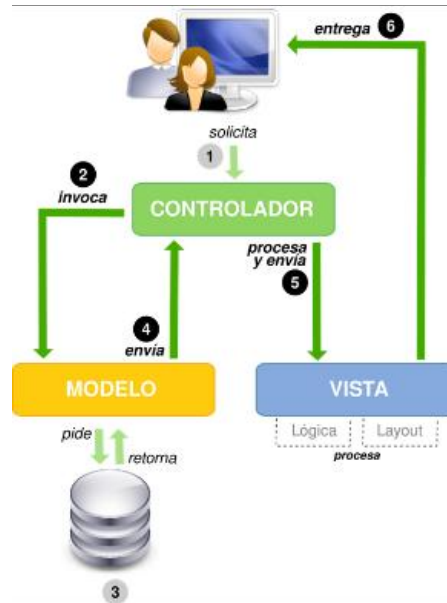 entrega 6
solicita
1
2
invoca
CONTROLADOR
procesa
y envía
5
4
envía
MODELO
VISTA
Lógica
Layout
procesa
pide
retorna
3